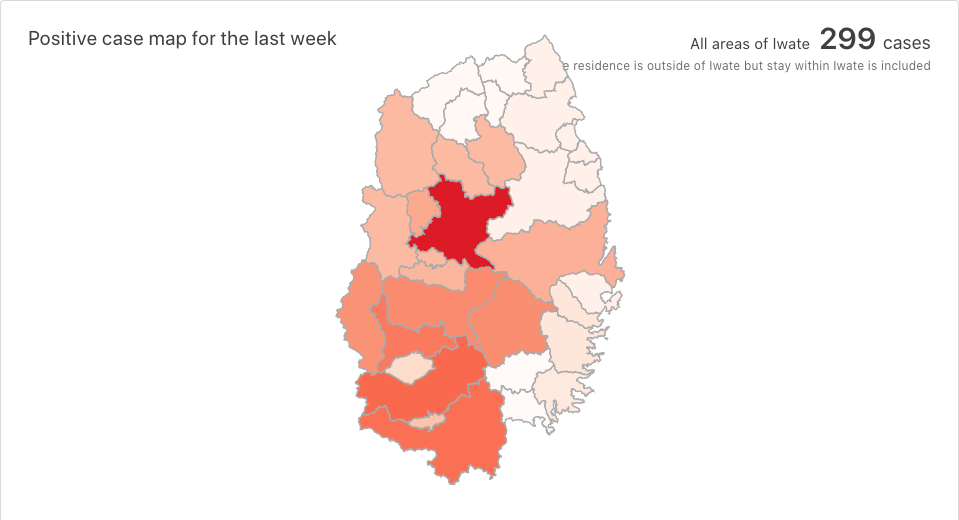 Positive case map for the last week
All areas of Iwate 299 cases
residence is outside of Iwate but stay within Iwate is included